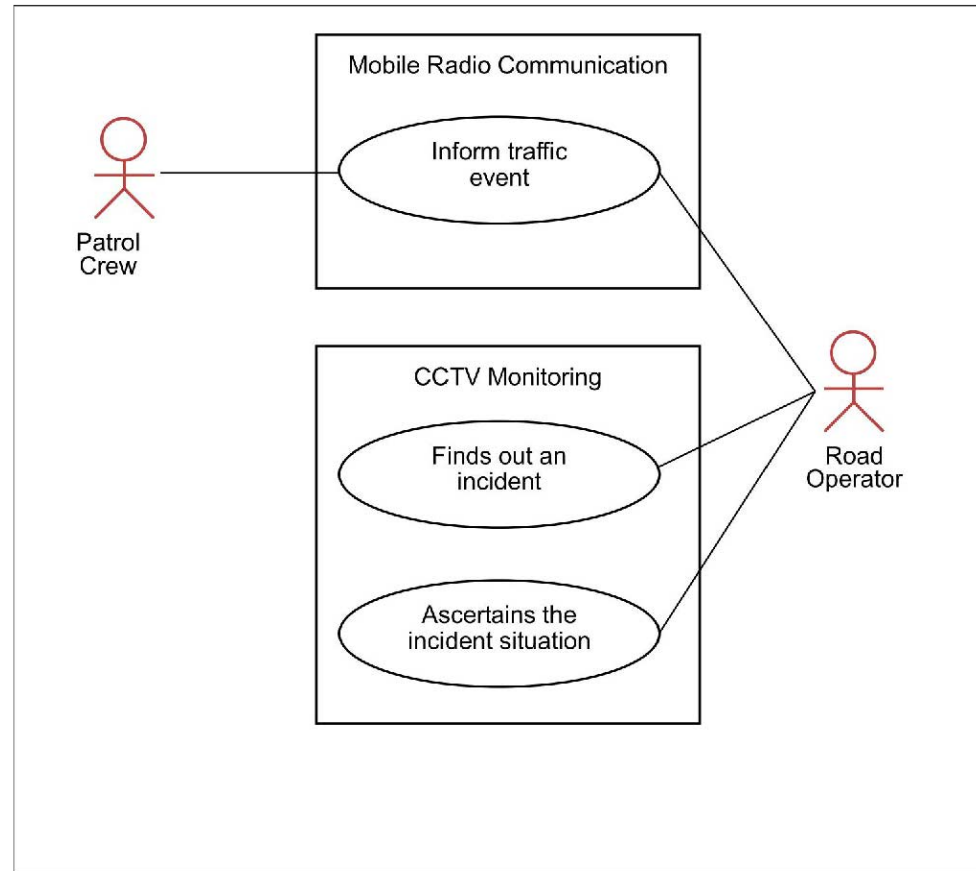 Mobile Radio Communication
Inform traffic
event
Patrol
Crew
CCTV Monitoring
Finds out an
incident
Road
Operator
Ascertains the
incident situation